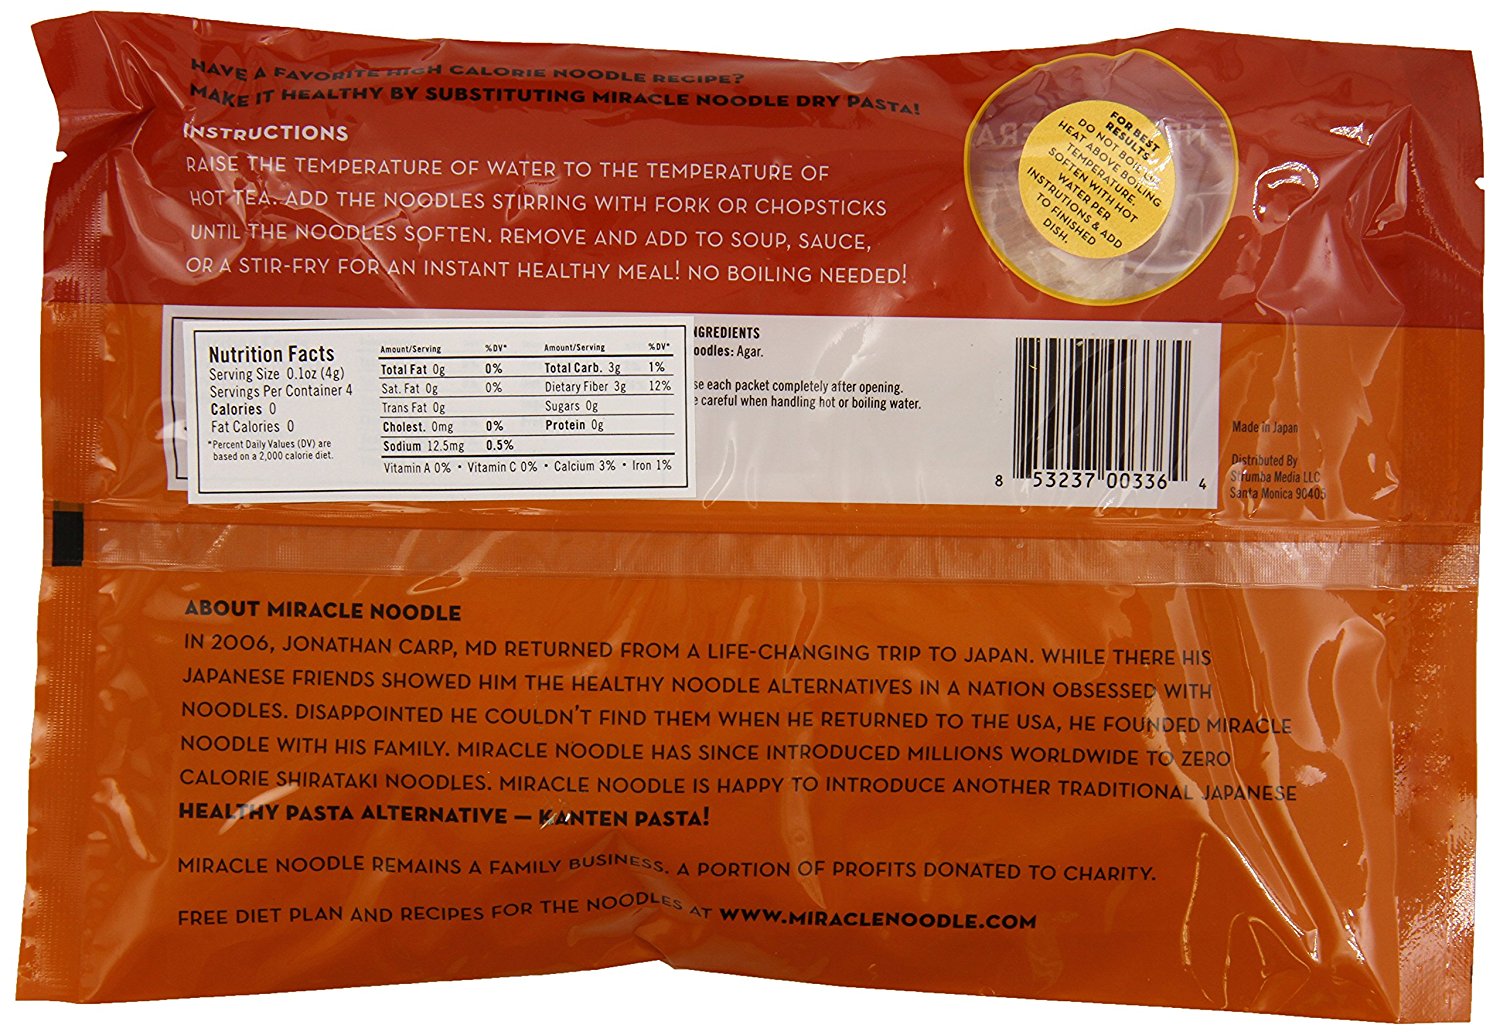 HAVE A FAVORITE HIGH CALORIE NOODLE RECIPE?
MAKE IT HEALTHY BY SUBSTITUTING MIRACLE NOODLE DRY PASTA!
INSTRUCTIONS
RAISE THE TEMPERATURE OF WATER TO THE TEMPERATURE OF
HOT TEA. ADD THE NOODLES STIRRING WITH FORK OR CHOPSTICKS
UNTIL THE NOODLES SOFTEN. REMOVE AND ADD TO SOUP, SAUCE,
OR A STIR-FRY FOR AN INSTANT HEALTHY MEAL! NO BOILING NEEDED!
FOR BEST
RESULTS
DO NOT BOIL
HEAT ABOVE BOILING
TEMPERATURE.
SOFTEN WITH HOT
WATER PER
INSTRUCTIONS & ADD
TO FINISHED
DISH.
Nutrition Facts
Serving Size 0.1oz (4g)
Servings Per Container 4
Calories 0
Fat Calories 0
*Percent Daily Values (DV) are
based on a 2,000 calorie diet.
Amount/Serving %DV* Amount/Serving %DV*
Total Fat 0g 0% Total Carb. 3g 1%
Sat. Fat 0g 0% Dietary Fiber 3g 12%
Trans Fat 0g Sugars 0g
Cholest. 0mg 0% Protein 0g
Sodium 12.5mg 0.5%
Vitamin A 0% • Vitamin C 0% • Calcium 3% • Iron 1%
NGREDIENTS
oodles: Agar.
se each packet completely after opening.
e careful when handling hot or boiling water.
8 53237 00336 4
Made in Japan
Distributed By
Strumba Media LLC
Santa Monica 90405
ABOUT MIRACLE NOODLE
IN 2006, JONATHAN CARP, MD RETURNED FROM A LIFE-CHANGING TRIP TO JAPAN. WHILE THERE HIS
JAPANESE FRIENDS SHOWED HIM THE HEALTHY NOODLE ALTERNATIVES IN A NATION OBSESSED WITH
NOODLES. DISAPPOINTED HE COULDN'T FIND THEM WHEN HE RETURNED TO THE USA, HE FOUNDED MIRACLE
NOODLE WITH HIS FAMILY. MIRACLE NOODLE HAS SINCE INTRODUCED MILLIONS WORLDWIDE TO ZERO
CALORIE SHIRATAKI NOODLES. MIRACLE NOODLE IS HAPPY TO INTRODUCE ANOTHER TRADITIONAL JAPANESE
HEALTHY PASTA ALTERNATIVE — KANTEN PASTA!
MIRACLE NOODLE REMAINS A FAMILY BUSINESS. A PORTION OF PROFITS DONATED TO CHARITY.
FREE DIET PLAN AND RECIPES FOR THE NOODLES AT WWW.MIRACLENOODLE.COM